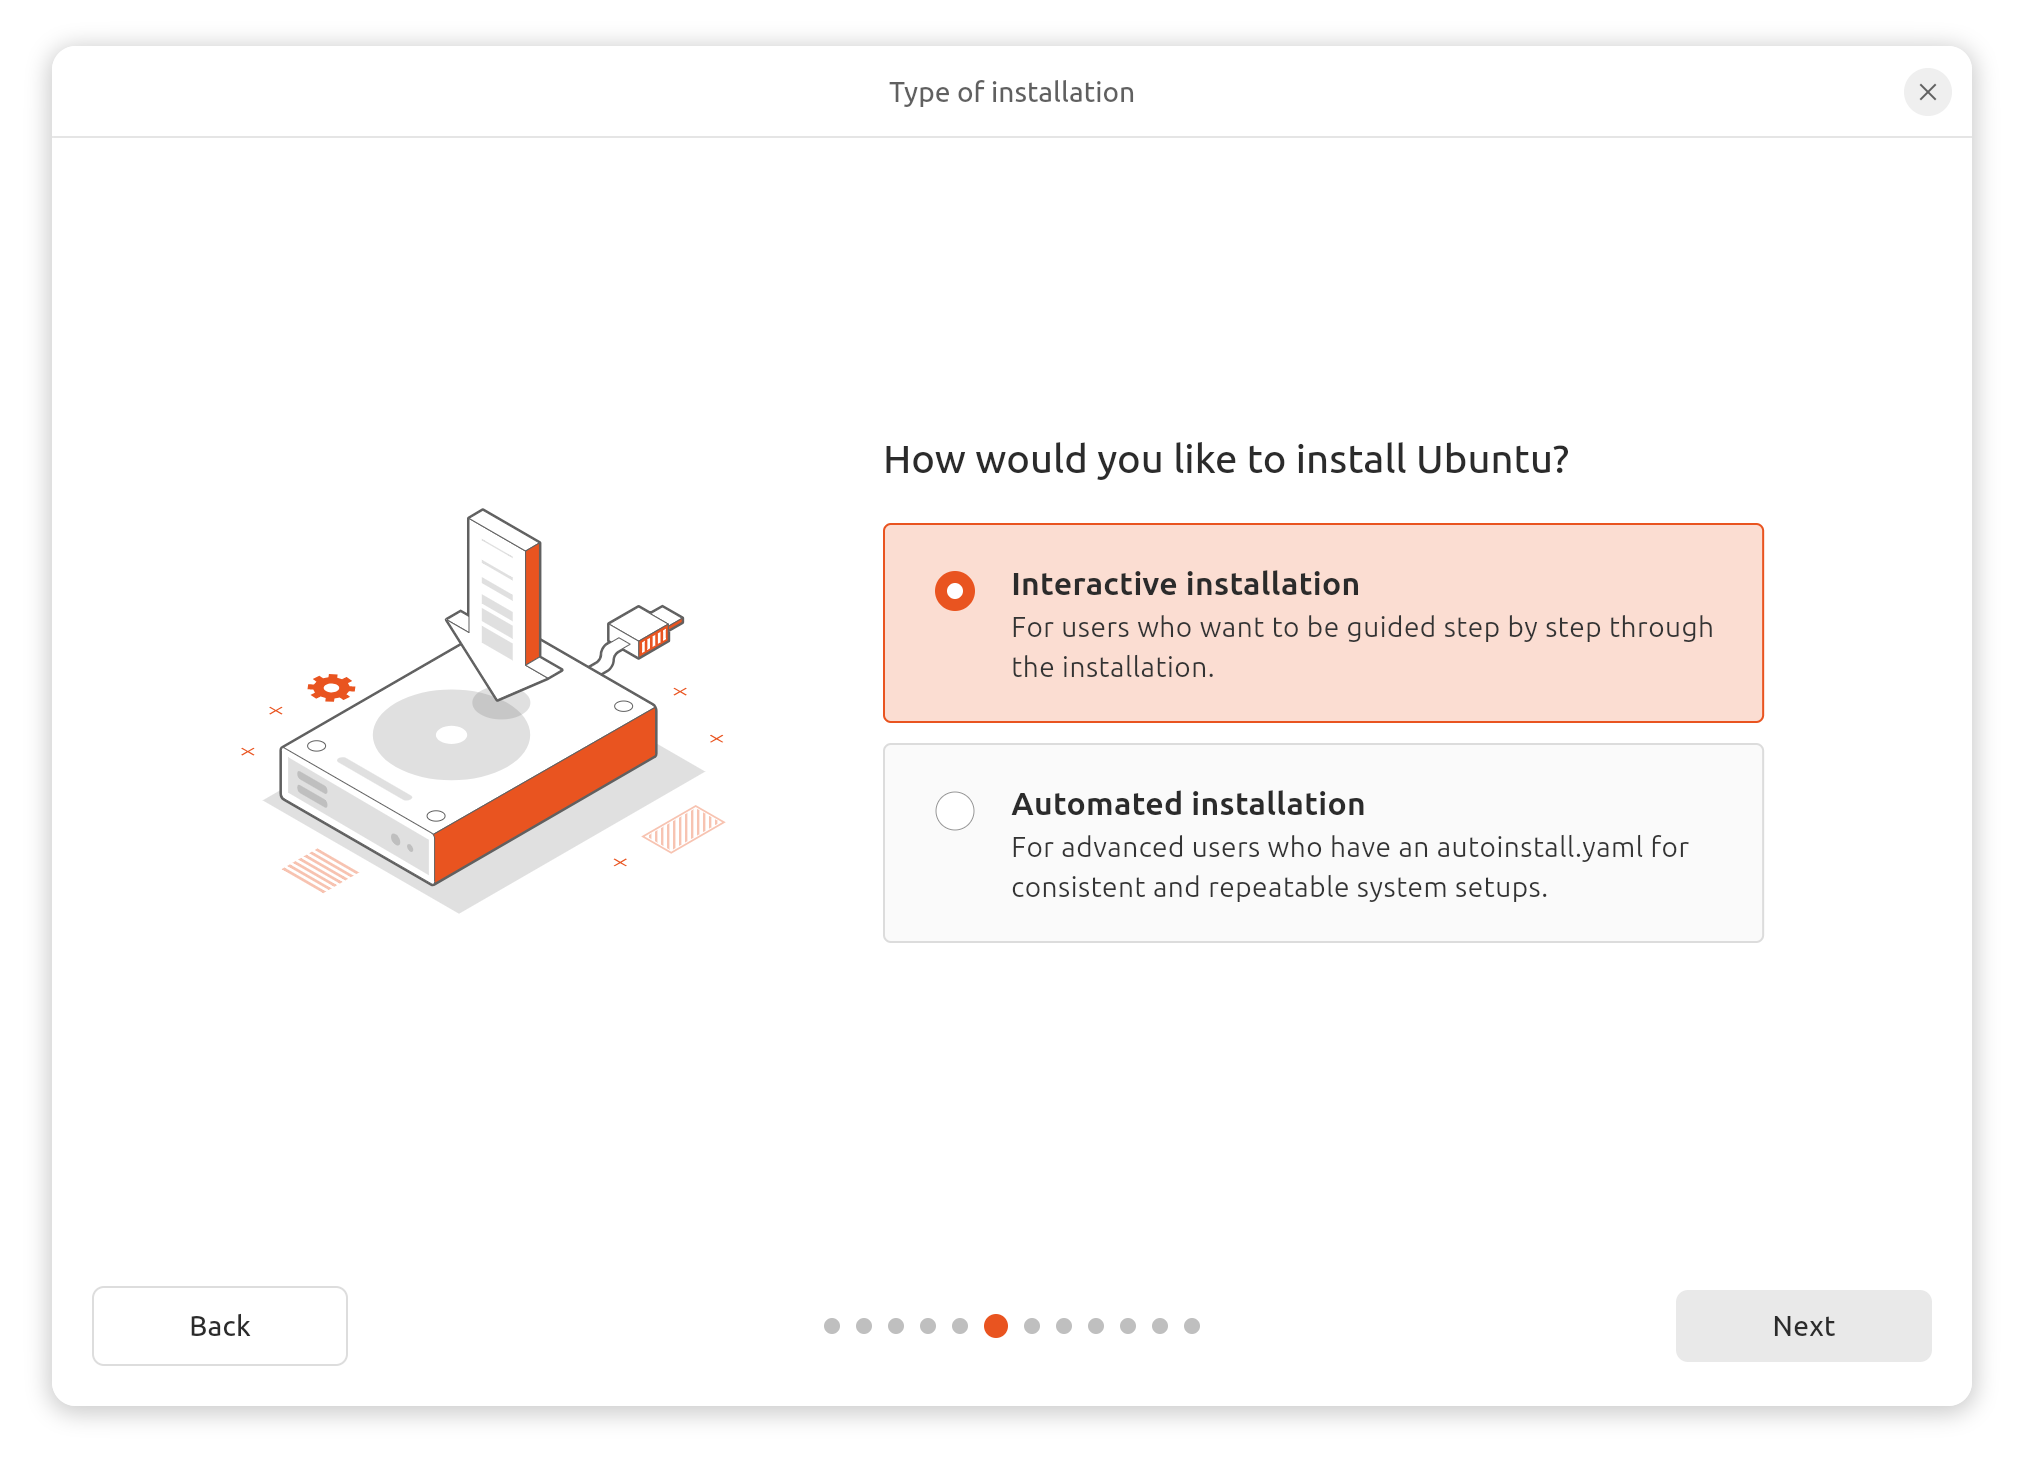 Type of installation
How would you like to install Ubuntu?
Interactive installation
For users who want to be guided step by step through
the installation.
Automated installation
For advanced users who have an autoinstall.yaml for
consistent and repeatable system setups.
Back
Next